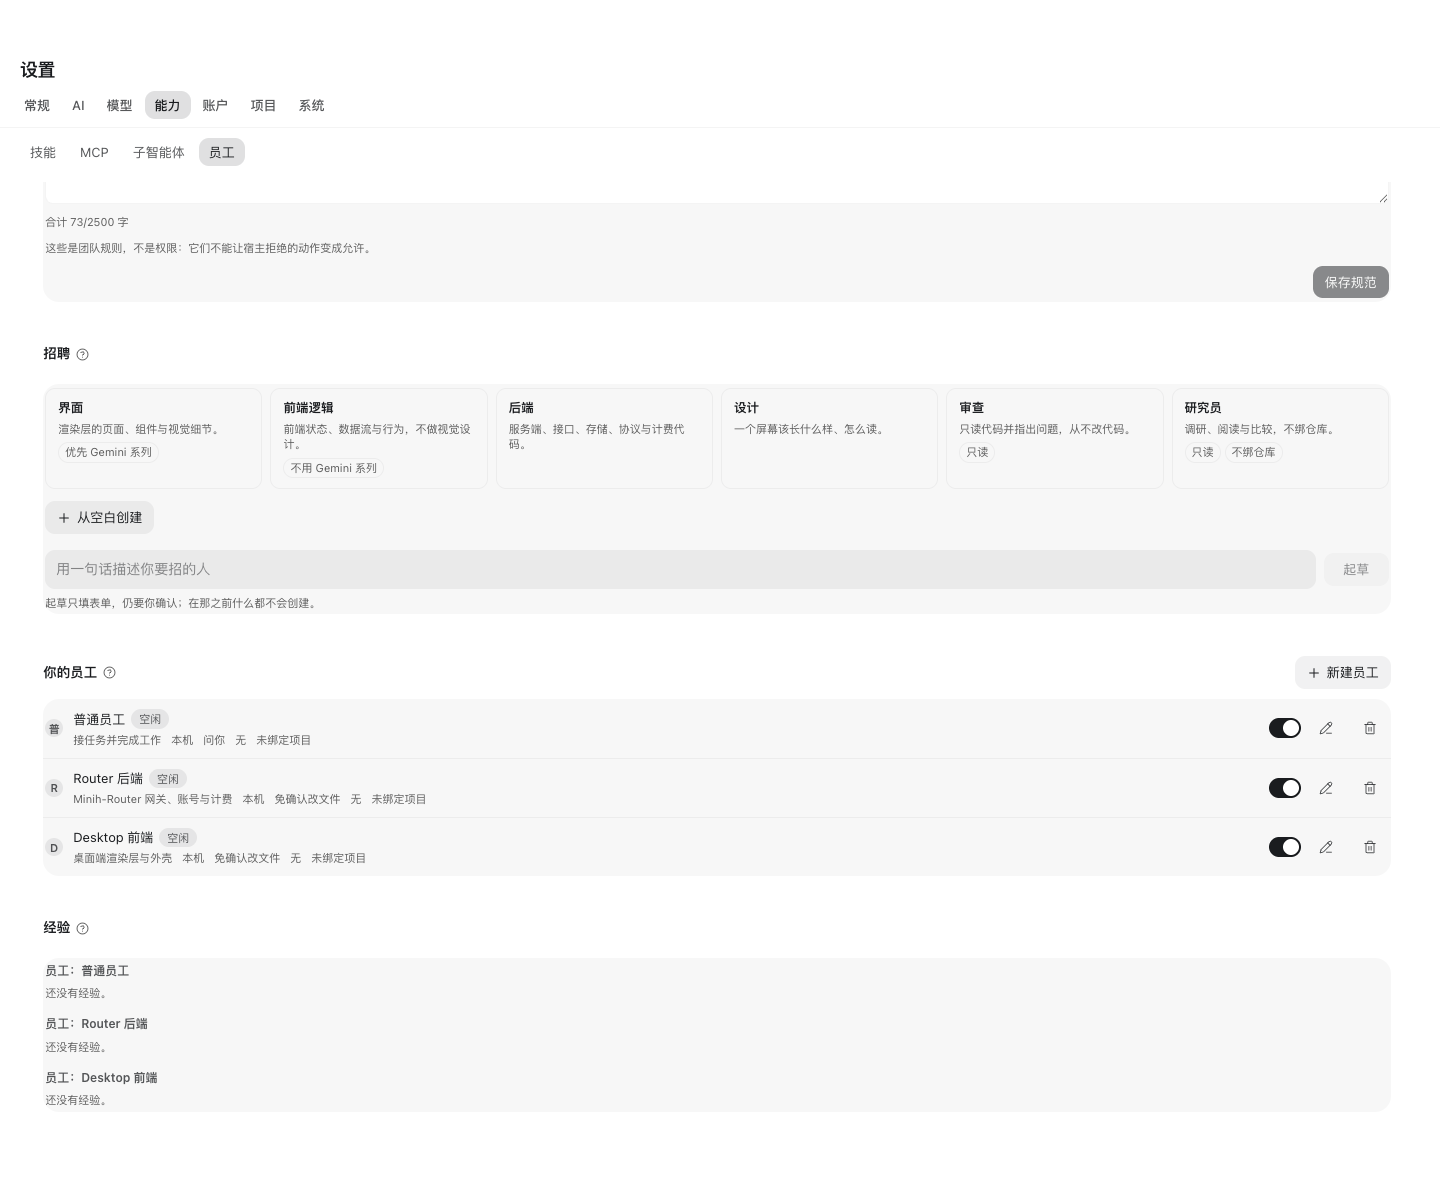 设置
常规 AI 模型 能力 账户 项目 系统
技能 MCP 子智能体 员工
合计 73/2500 字
这些是团队规则，不是权限：它们不能让宿主拒绝的动作变成允许。
保存规范
招聘
界面
渲染层的页面、组件与视觉细节。
优先 Gemini 系列
前端逻辑
前端状态、数据流与行为，不做视觉设
计。
不用 Gemini 系列
后端
服务端、接口、存储、协议与计费代
码。
设计
一个屏幕该长什么样、怎么读。
审查
只读代码并指出问题，从不改代码。
只读
研究员
调研、阅读与比较，不绑仓库。
只读 不绑仓库
从空白创建
用一句话描述你要招的人
起草
起草只填表单，仍要你确认；在那之前什么都不会创建。
你的员工
新建员工
普
普通员工 空闲
接任务并完成工作 本机 问你 无 未绑定项目
R
Router 后端 空闲
Minih-Router 网关、账号与计费 本机 免确认改文件 无 未绑定项目
D
Desktop 前端 空闲
桌面端渲染层与外壳 本机 免确认改文件 无 未绑定项目
经验
员工：普通员工
还没有经验。
员工：Router 后端
还没有经验。
员工：Desktop 前端
还没有经验。